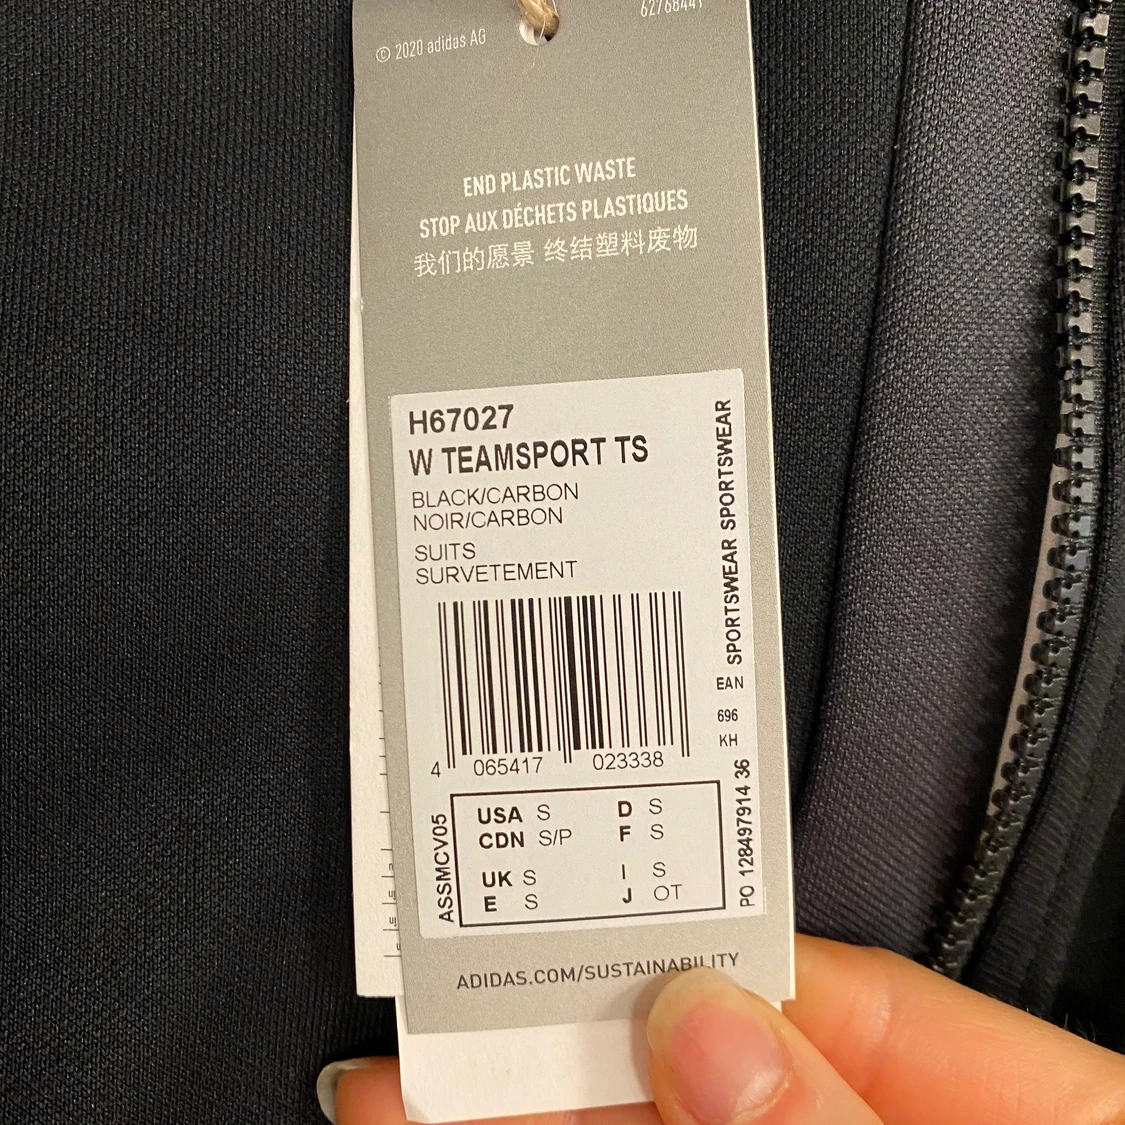 © 2020 adidas AG
62768441
END PLASTIC WASTE
STOP AUX DÉCHETS PLASTIQUES
我们的愿景 终结塑料废物
H67027
W TEAMSPORT TS
BLACK/CARBON
NOIR/CARBON
SUITS
SURVETEMENT
SPORTSWEAR SPORTSWEAR
EAN
696
KH
4 065417 023338
PO 128497914 36
ASSMCV05
USA S D S
CDN S/P F S
UK S I S
E S J OT
ADIDAS.COM/SUSTAINABILITY